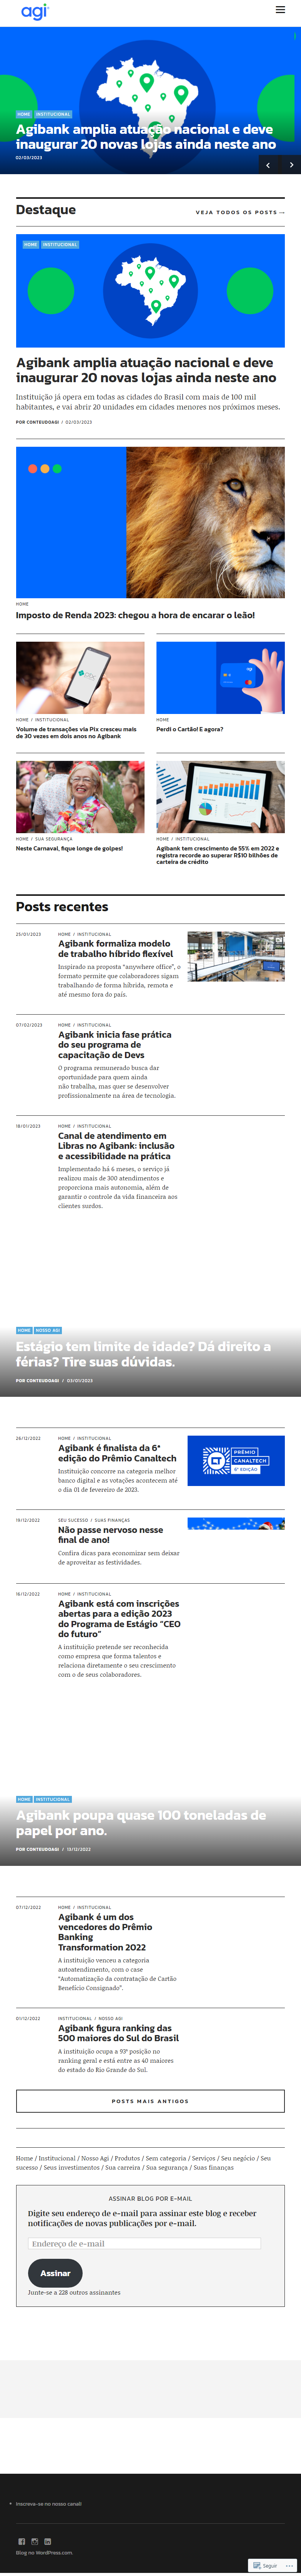 agi
HOME INSTITUCIONAL
Agibank amplia atuação nacional e deve
inaugurar 20 novas lojas ainda neste ano
02/03/2023
Destaque
VEJA TODOS OS POSTS
HOME INSTITUCIONAL
Agibank amplia atuação nacional e deve
inaugurar 20 novas lojas ainda neste ano
Instituição já opera em todas as cidades do Brasil com mais de 100 mil
habitantes, e vai abrir 20 unidades em cidades menores nos próximos meses.
POR CONTEUDOAGI / 02/03/2023
HOME
Imposto de Renda 2023: chegou a hora de encarar o leão!
HOME / INSTITUCIONAL
Volume de transações via Pix cresceu mais
de 30 vezes em dois anos no Agibank
HOME
Perdi o Cartão! E agora?
HOME / SUA SEGURANÇA
Neste Carnaval, fique longe de golpes!
HOME / INSTITUCIONAL
Agibank tem crescimento de 55% em 2022 e
registra recorde ao superar R$10 bilhões de
carteira de crédito
Posts recentes
25/01/2023
HOME / INSTITUCIONAL
Agibank formaliza modelo
de trabalho híbrido flexível
Inspirado na proposta “anywhere office”, o
formato permite que colaboradores sigam
trabalhando de forma híbrida, remota e
até mesmo fora do país.
07/02/2023
HOME / INSTITUCIONAL
Agibank inicia fase prática
do seu programa de
capacitação de Devs
O programa remunerado busca dar
oportunidade para quem ainda
não trabalha, mas quer se desenvolver
profissionalmente na área de tecnologia.
18/01/2023
HOME / INSTITUCIONAL
Canal de atendimento em
Libras no Agibank: inclusão
e acessibilidade na prática
Implementado há 6 meses, o serviço já
realizou mais de 300 atendimentos e
proporciona mais autonomia, além de
garantir o controle da vida financeira aos
clientes surdos.
HOME NOSSO AGI
Estágio tem limite de idade? Dá direito a
férias? Tire suas dúvidas.
POR CONTEUDOAGI / 03/01/2023
26/12/2022
HOME / INSTITUCIONAL
Agibank é finalista da 6ª
edição do Prêmio Canaltech
Instituição concorre na categoria melhor
banco digital e as votações acontecem até
o dia 01 de fevereiro de 2023.
PRÊMIO
CANALTECH
6ª EDIÇÃO
19/12/2022
SEU SUCESSO / SUAS FINANÇAS
Não passe nervoso nesse
final de ano!
Confira dicas para economizar sem deixar
de aproveitar as festividades.
16/12/2022
HOME / INSTITUCIONAL
Agibank está com inscrições
abertas para a edição 2023
do Programa de Estágio “CEO
do futuro”
A instituição pretende ser reconhecida
como empresa que forma talentos e
relaciona diretamente o seu crescimento
com o de seus colaboradores.
HOME INSTITUCIONAL
Agibank poupa quase 100 toneladas de
papel por ano.
POR CONTEUDOAGI / 13/12/2022
07/12/2022
HOME / INSTITUCIONAL
Agibank é um dos
vencedores do Prêmio
Banking
Transformation 2022
A instituição venceu a categoria
autoatendimento, com o case
“Automatização da contratação de Cartão
Benefício Consignado”.
01/12/2022
INSTITUCIONAL / NOSSO AGI
Agibank figura ranking das
500 maiores do Sul do Brasil
A instituição ocupa a 93ª posição no
ranking geral e está entre as 40 maiores
do estado do Rio Grande do Sul.
POSTS MAIS ANTIGOS
Home / Institucional / Nosso Agi / Produtos / Sem categoria / Serviços / Seu negócio / Seu
sucesso / Seus investimentos / Sua carreira / Sua segurança / Suas finanças
ASSINAR BLOG POR E-MAIL
Digite seu endereço de e-mail para assinar este blog e receber
notificações de novas publicações por e-mail.
Endereço de e-mail
Assinar
Junte-se a 228 outros assinantes
Inscreva-se no nosso canal!
Blog no WordPress.com.
Seguir